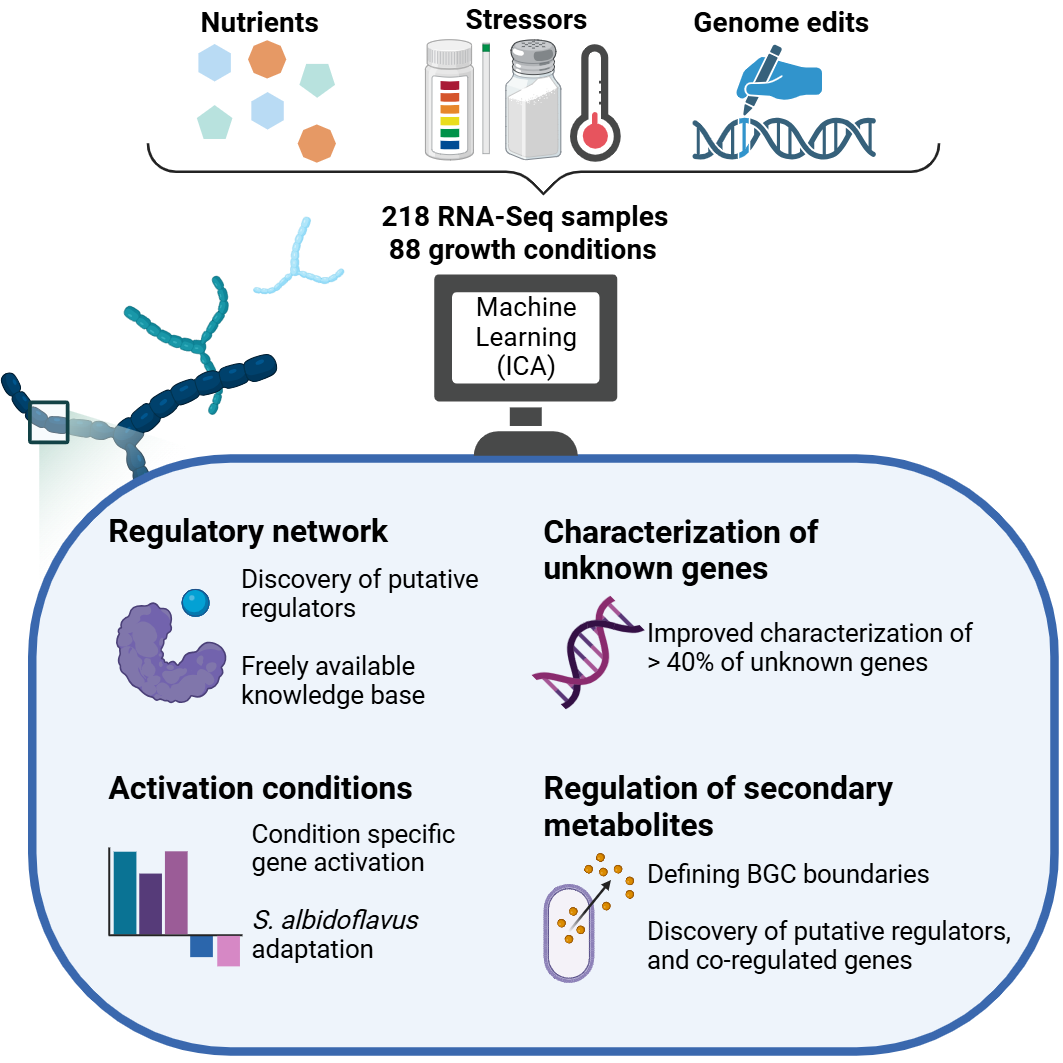 Nutrients
Stressors
Genome edits
218 RNA-Seq samples
88 growth conditions
Machine
Learning
(ICA)
Regulatory network
Discovery of putative
regulators
Freely available
knowledge base
Characterization of
unknown genes
Improved characterization of
> 40% of unknown genes
Activation conditions
Condition specific
gene activation
S. albidoflavus
adaptation
Regulation of secondary
metabolites
Defining BGC boundaries
Discovery of putative regulators,
and co-regulated genes